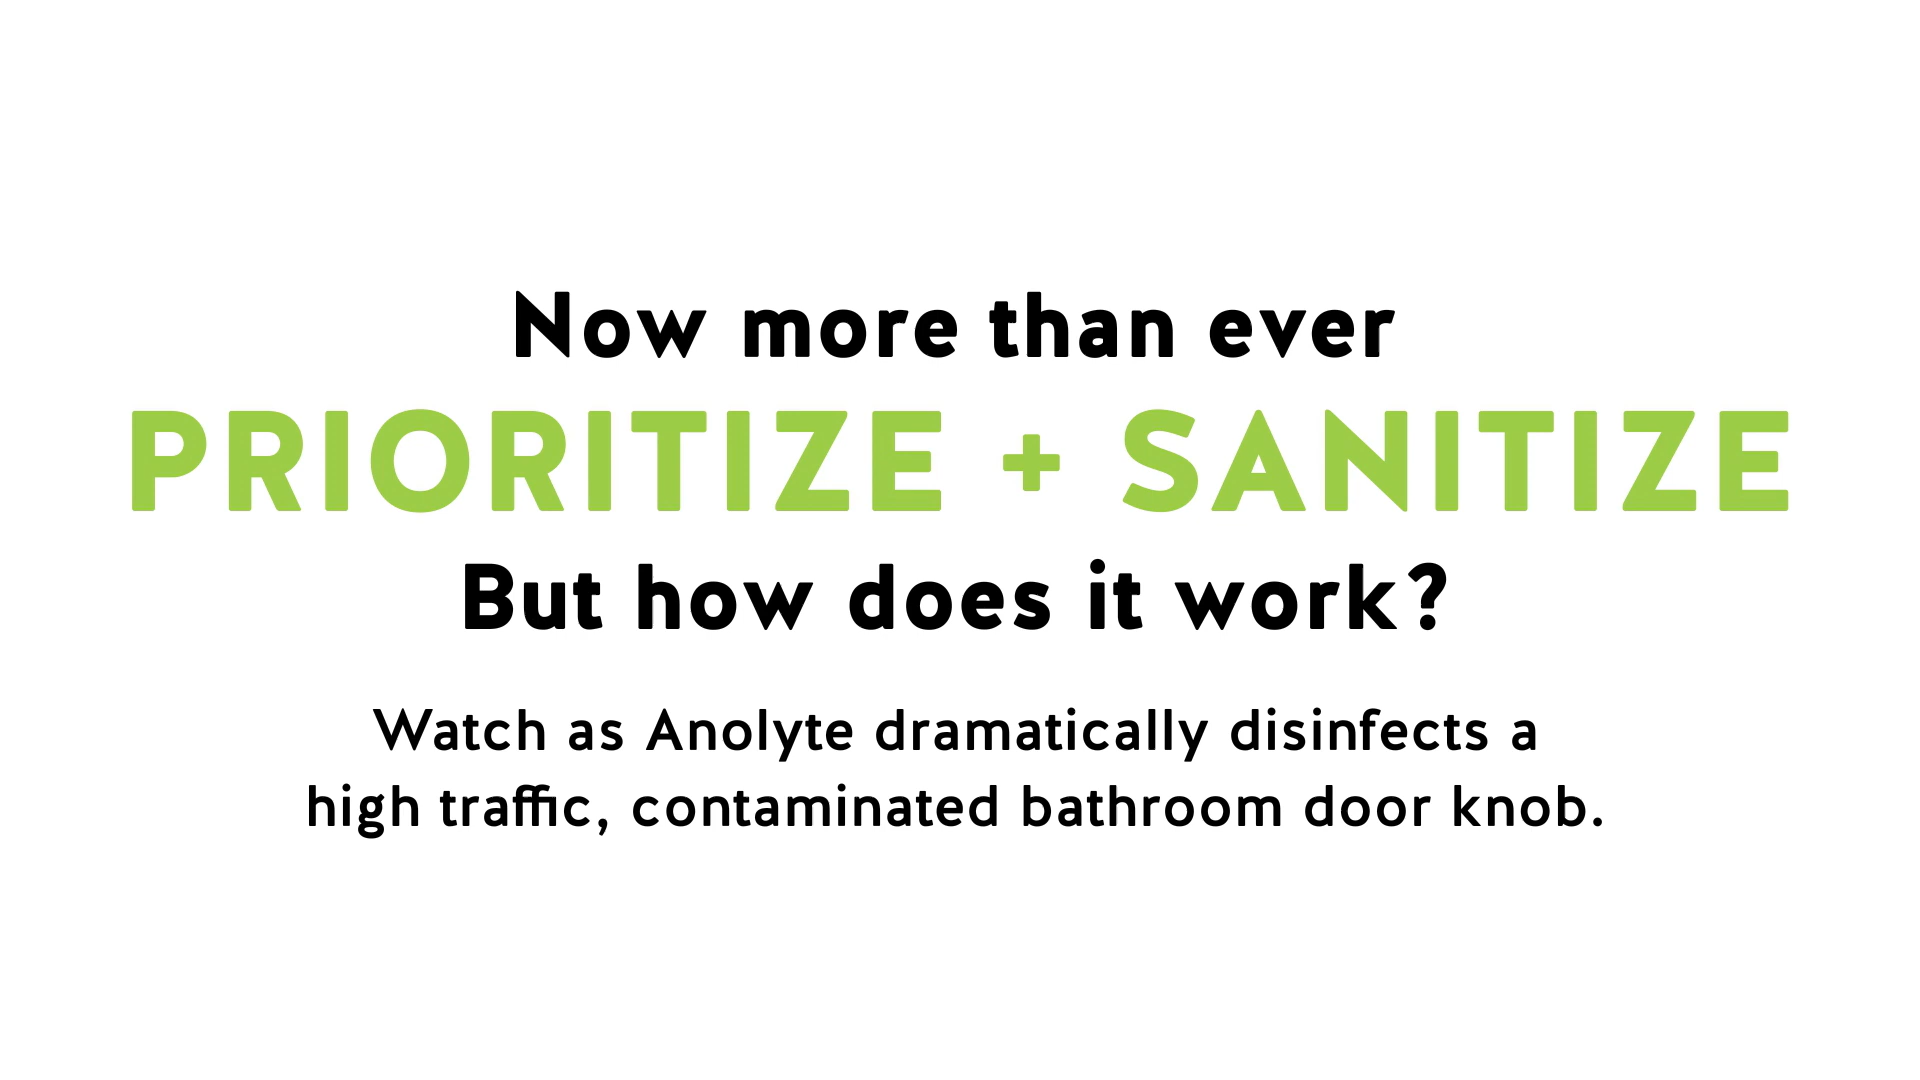 Now more than ever
PRIORITIZE + SANITIZE
But how does it work?
Watch as Anolyte dramatically disinfects a
high traffic, contaminated bathroom door knob.